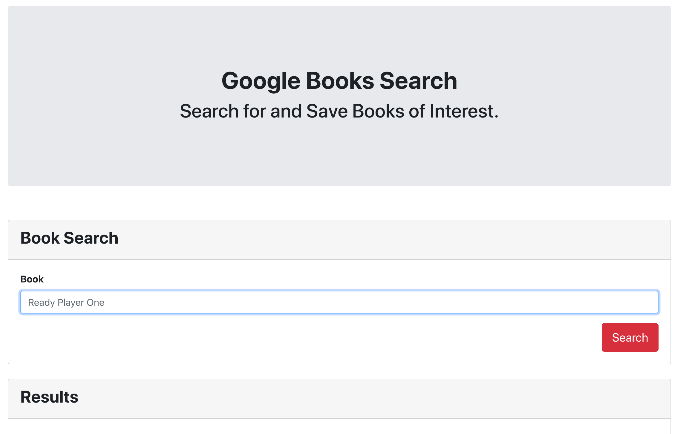 Google Books Search
Search for and Save Books of Interest.
Book Search
Book
Ready Player One
Search
Results